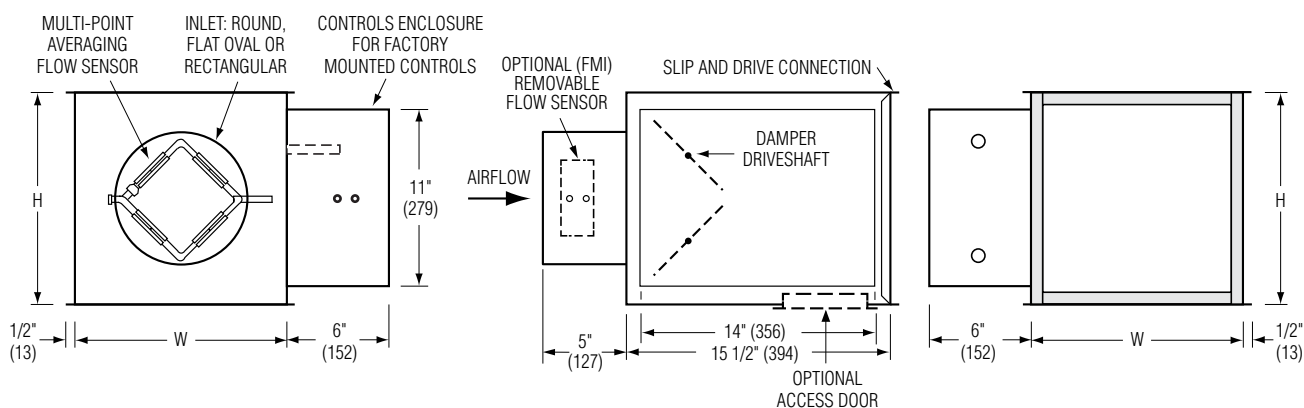 MULTI-POINT
AVERAGING
FLOW SENSOR
INLET: ROUND,
FLAT OVAL OR
RECTANGULAR
CONTROLS ENCLOSURE
FOR FACTORY
MOUNTED CONTROLS
H
11"
(279)
1/2"
(13)
W
6"
(152)
OPTIONAL (FMI)
REMOVABLE
FLOW SENSOR
SLIP AND DRIVE CONNECTION
DAMPER
DRIVESHAFT
AIRFLOW
5"
(127)
14" (356)
15 1/2" (394)
OPTIONAL
ACCESS DOOR
H
6"
(152)
W
1/2"
(13)